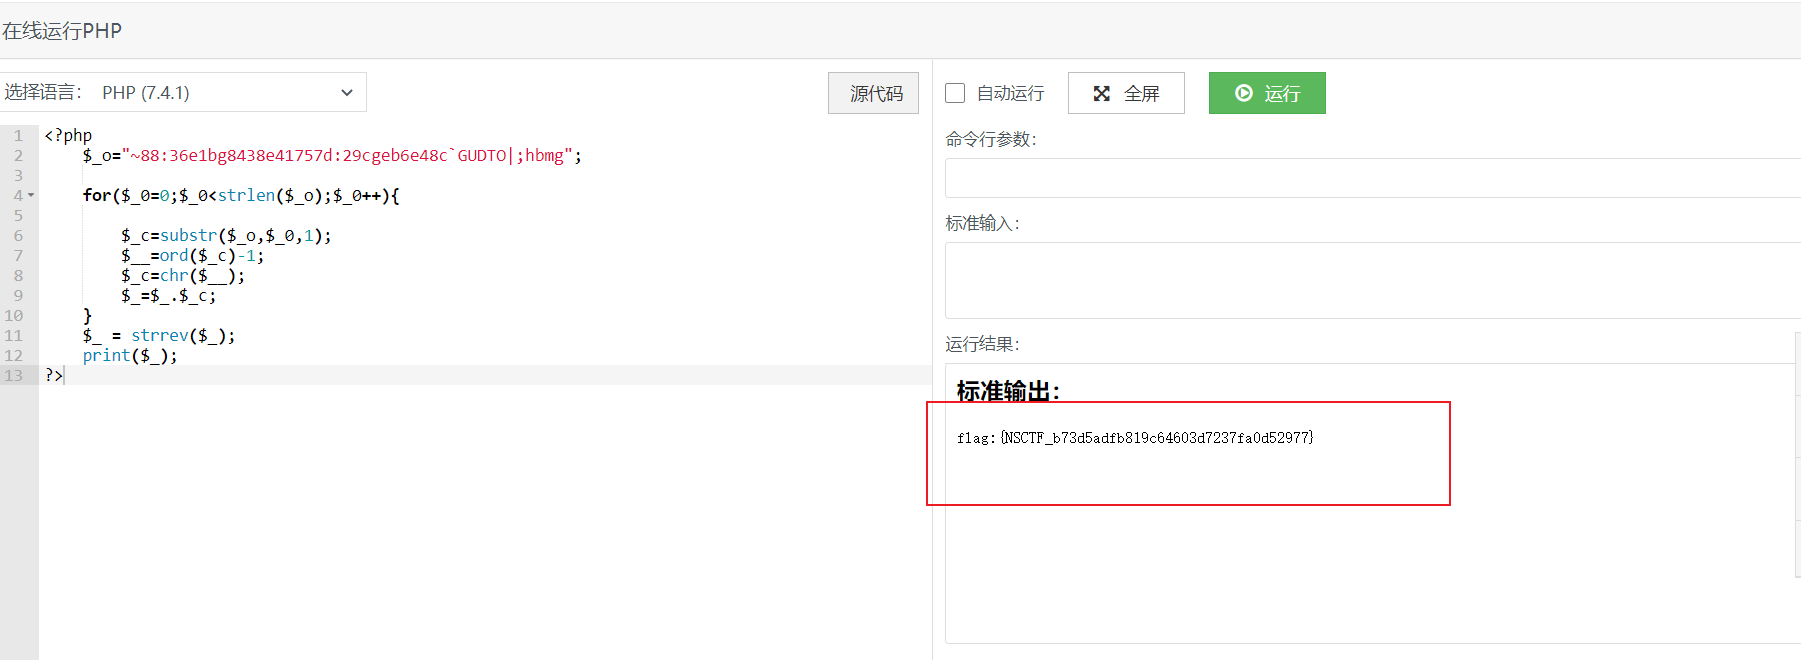 在线运行PHP
选择语言： PHP (7.4.1)
源代码
自动运行
全屏
运行
1 <?php
2 $_o="~88:36e1bg8438e41757d:29cgeb6e48c`GUDTO|;hbmg";
3
4 for($_0=0;$_0<strlen($_o);$_0++){
5
6 $_c=substr($_o,$_0,1);
7 $__=ord($_c)-1;
8 $_c=chr($__);
9 $_=$_.$_c;
10 }
11 $_ = strrev($_);
12 print($_);
13 ?>
命令行参数：
标准输入：
运行结果：
标准输出：
flag:{NSCTF_b73d5adfb819c64603d7237fa0d52977}